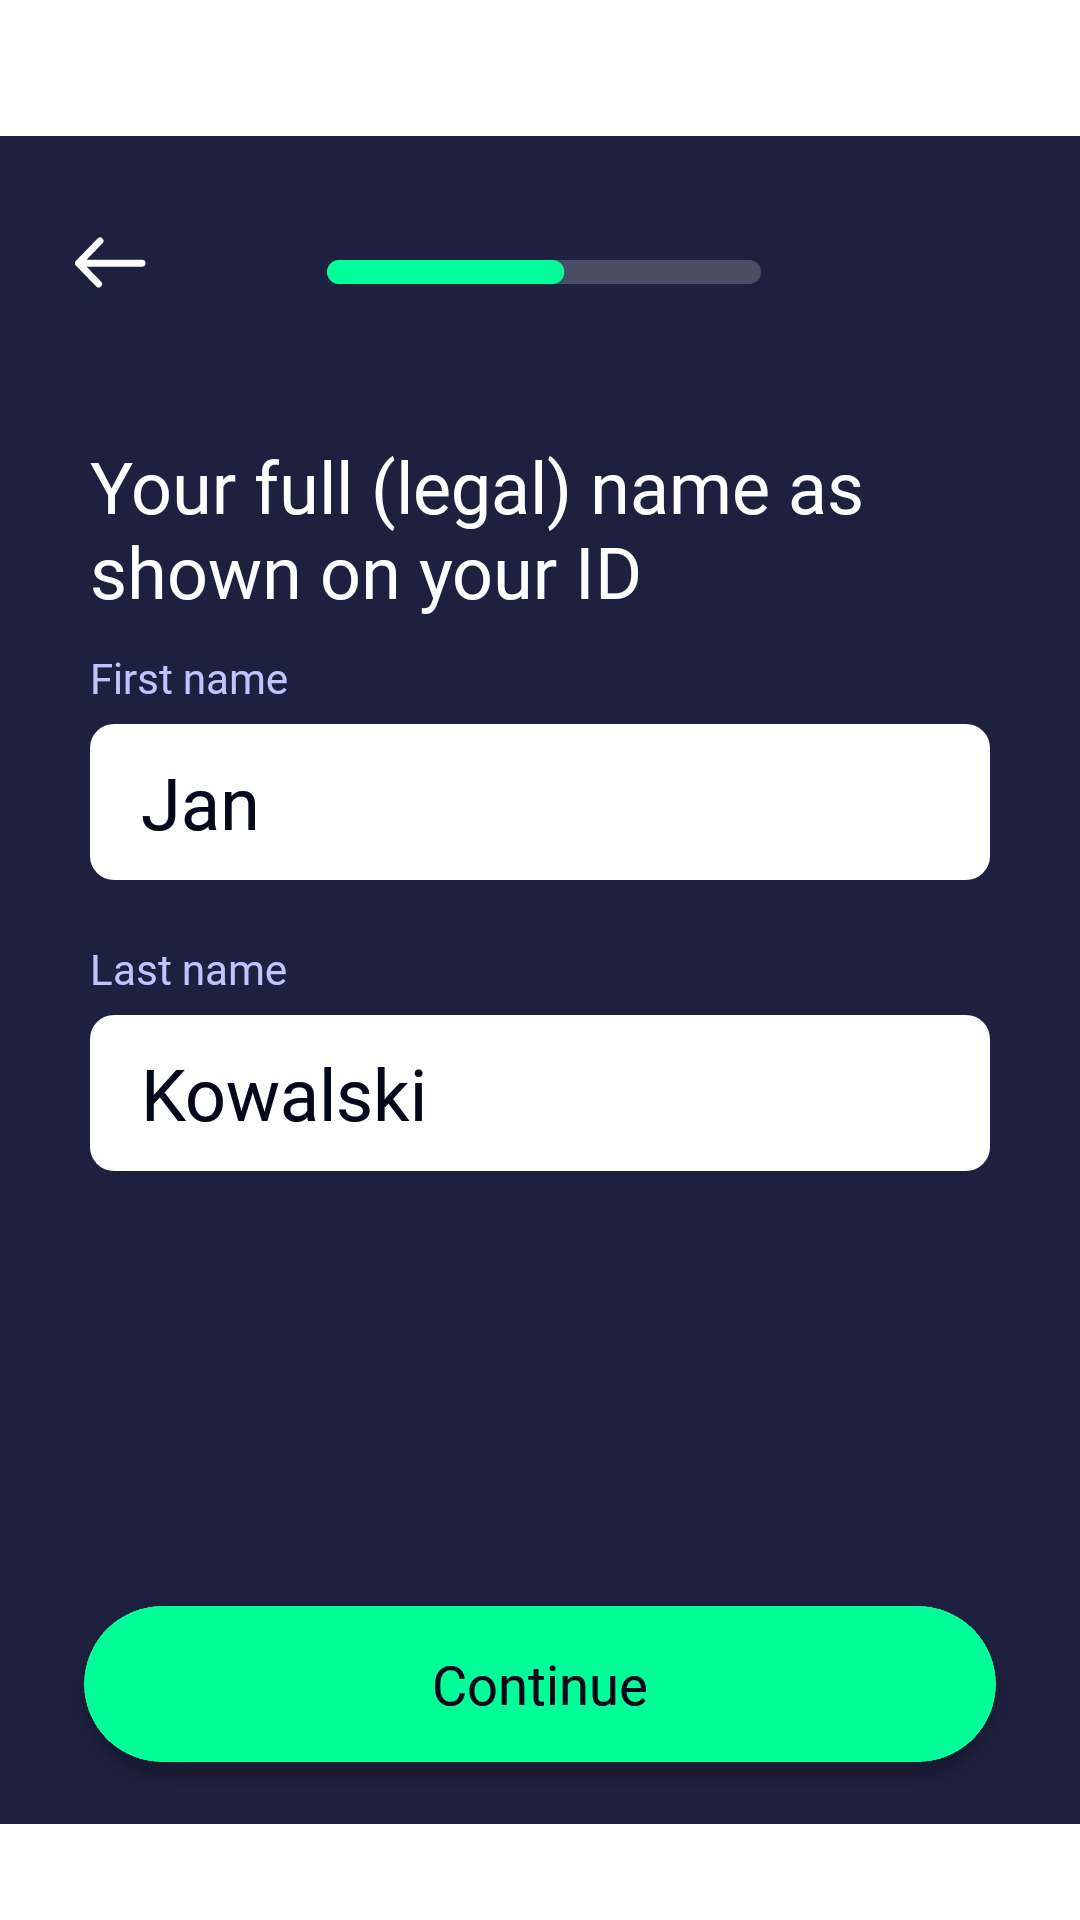 Your full (legal) name as
shown on your ID
First name
Jan
Last name
Kowalski
Continue